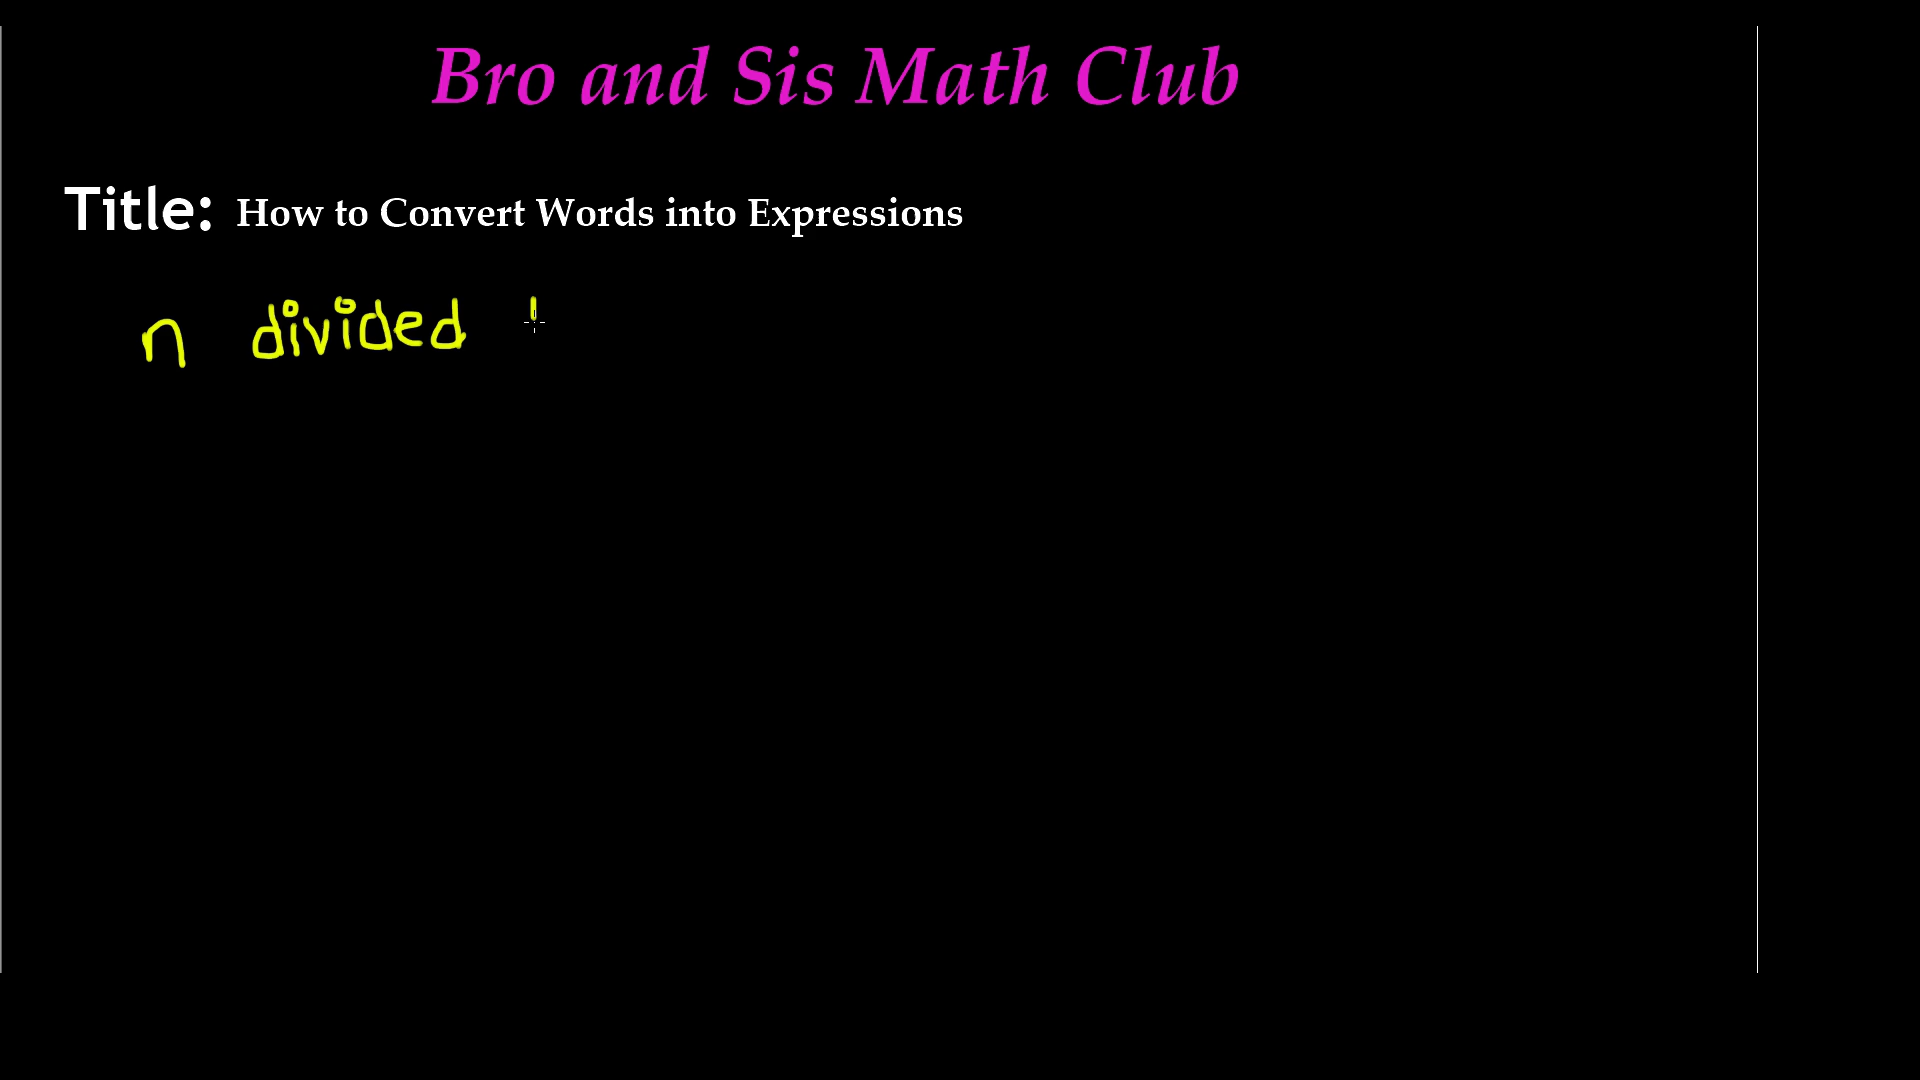 Bro and Sis Math Club
Title: How to Convert Words into Expressions
n divided